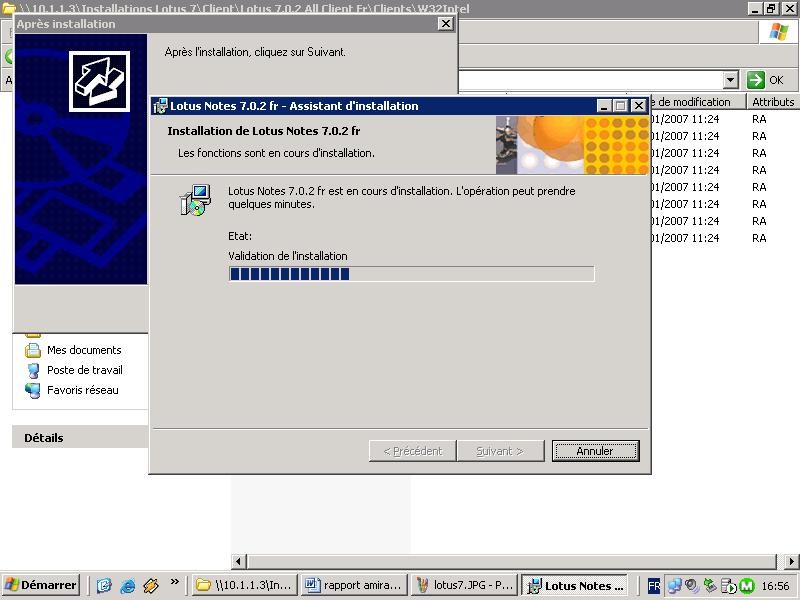 \\10.1.1.3\Installations Lotus 7\Client\Lotus 7.0.2 All Client Fr\Clients\W32Intel
Après installation
Après l'installation, cliquez sur Suivant.
A
OK
Lotus Notes 7.0.2 fr - Assistant d'installation
e de modification
Attributs
Installation de Lotus Notes 7.0.2 fr
Les fonctions sont en cours d'installation.
01/2007 11:24 RA
01/2007 11:24 RA
01/2007 11:24 RA
01/2007 11:24 RA
01/2007 11:24 RA
01/2007 11:24 RA
01/2007 11:24 RA
01/2007 11:24 RA
Lotus Notes 7.0.2 fr est en cours d'installation. L'opération peut prendre
quelques minutes.
Etat:
Validation de l'installation
Mes documents
Poste de travail
Favoris réseau
Détails
< Précédent
Suivant >
Annuler
Démarrer
»
\\10.1.1.3\In...
rapport amira...
lotus7.JPG - P...
Lotus Notes ...
FR
16:56